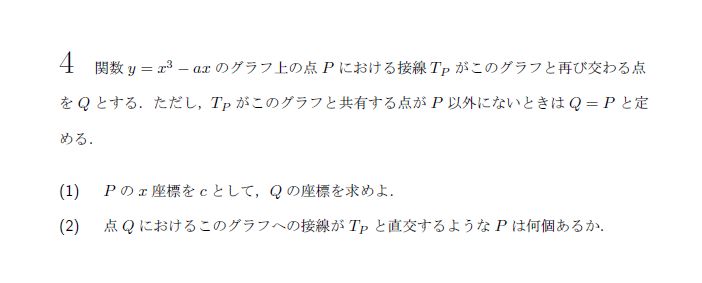 4 関数 y = x³ − ax のグラフ上の点 P における接線 T_P がこのグラフと再び交わる点
を Q とする．ただし，T_P がこのグラフと共有する点が P 以外にないときは Q = P と定
める．
(1) P の x 座標を c として，Q の座標を求めよ．
(2) 点 Q におけるこのグラフへの接線が T_P と直交するような P は何個あるか．